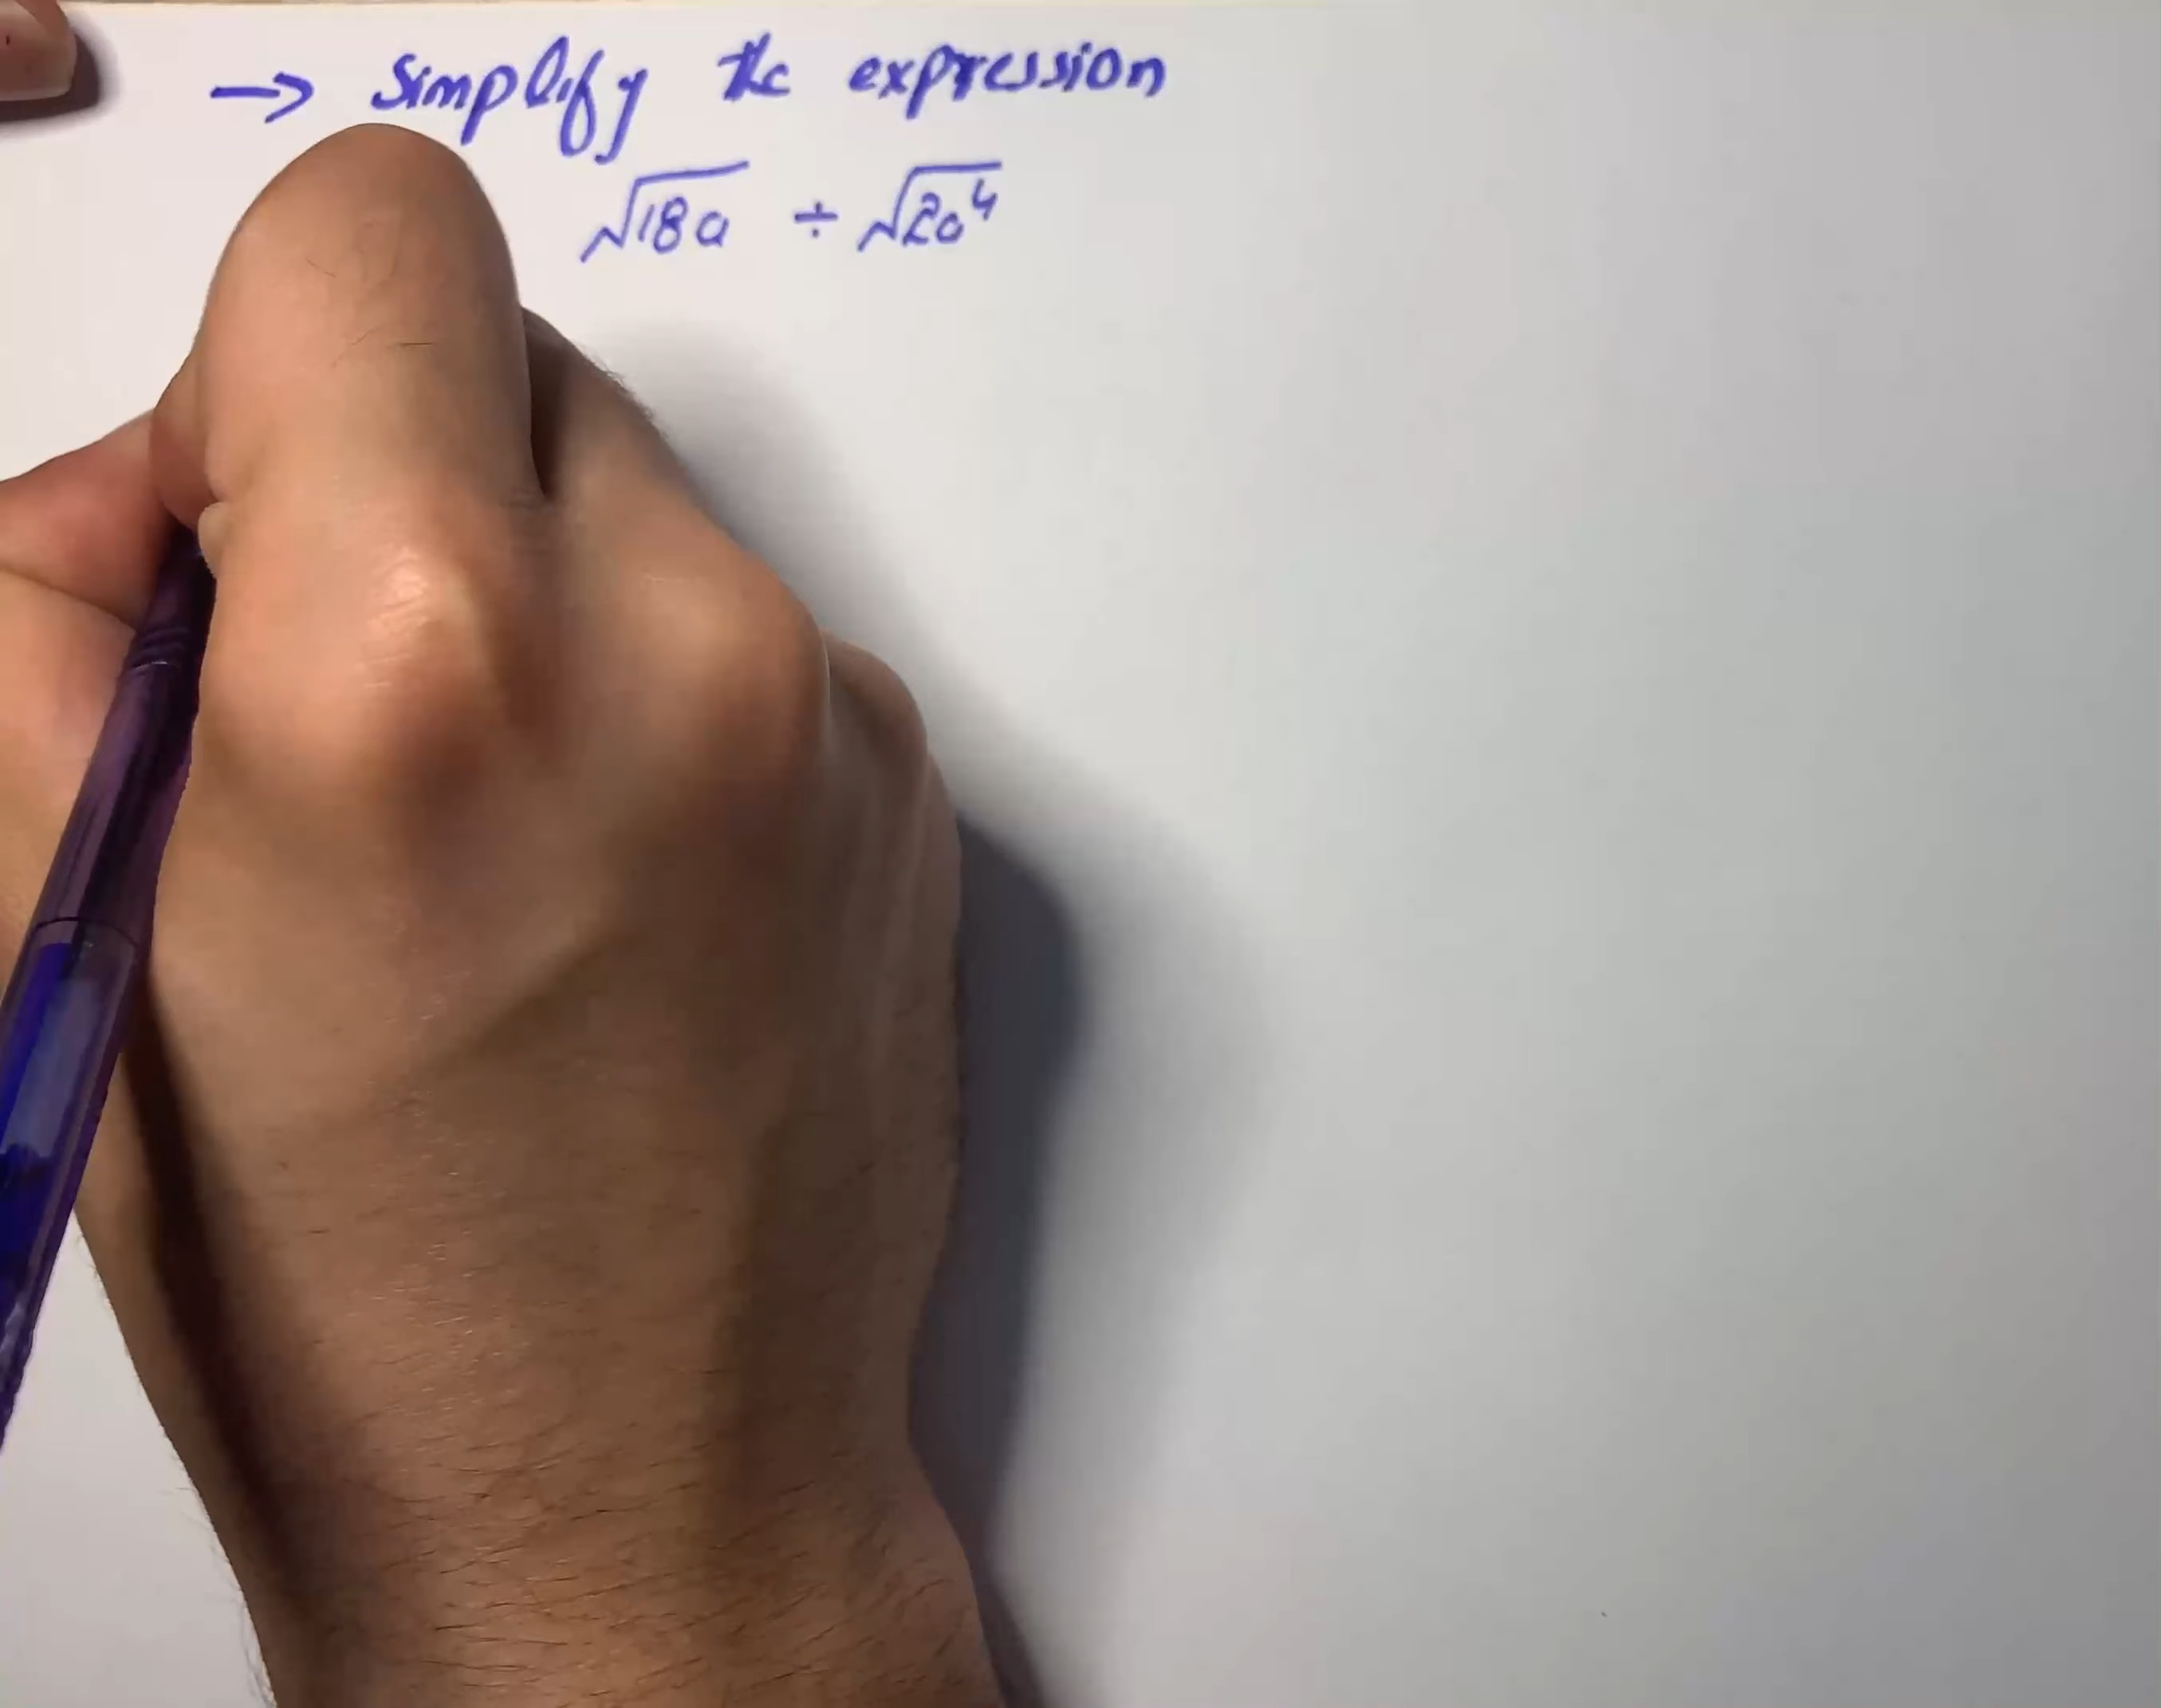 → Simplify the expression
√18a ÷ √2a⁴